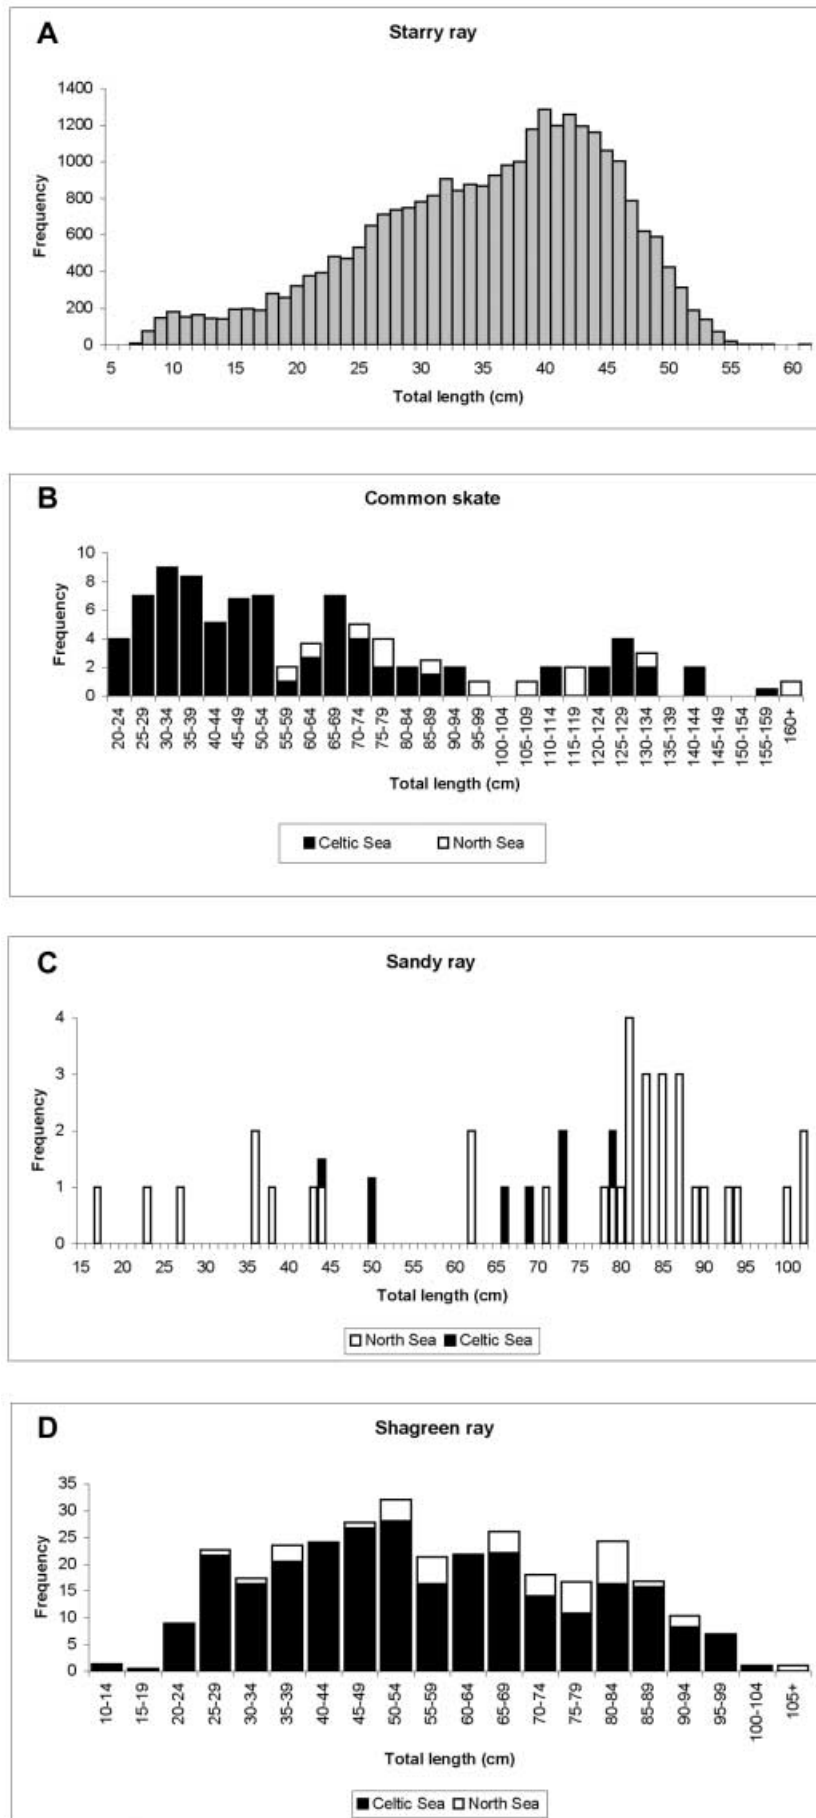 A
Starry ray
1400
1200
1000
800
600
400
200
0
Frequency
5 10 15 20 25 30 35 40 45 50 55 60
Total length (cm)
B
Common skate
10
8
6
4
2
0
Frequency
20-24 25-29 30-34 35-39 40-44 45-49 50-54 55-59 60-64 65-69 70-74 75-79 80-84 85-89 90-94 95-99 100-104 105-109 110-114 115-119 120-124 125-129 130-134 135-139 140-144 145-149 150-154 155-159 160+
Total length (cm)
Celtic Sea North Sea
C
Sandy ray
4
3
2
1
0
Frequency
15 20 25 30 35 40 45 50 55 60 65 70 75 80 85 90 95 100
Total length (cm)
North Sea Celtic Sea
D
Shagreen ray
35
30
25
20
15
10
5
0
Frequency
10-14 15-19 20-24 25-29 30-34 35-39 40-44 45-49 50-54 55-59 60-64 65-69 70-74 75-79 80-84 85-89 90-94 95-99 100-104 105+
Total length (cm)
Celtic Sea North Sea